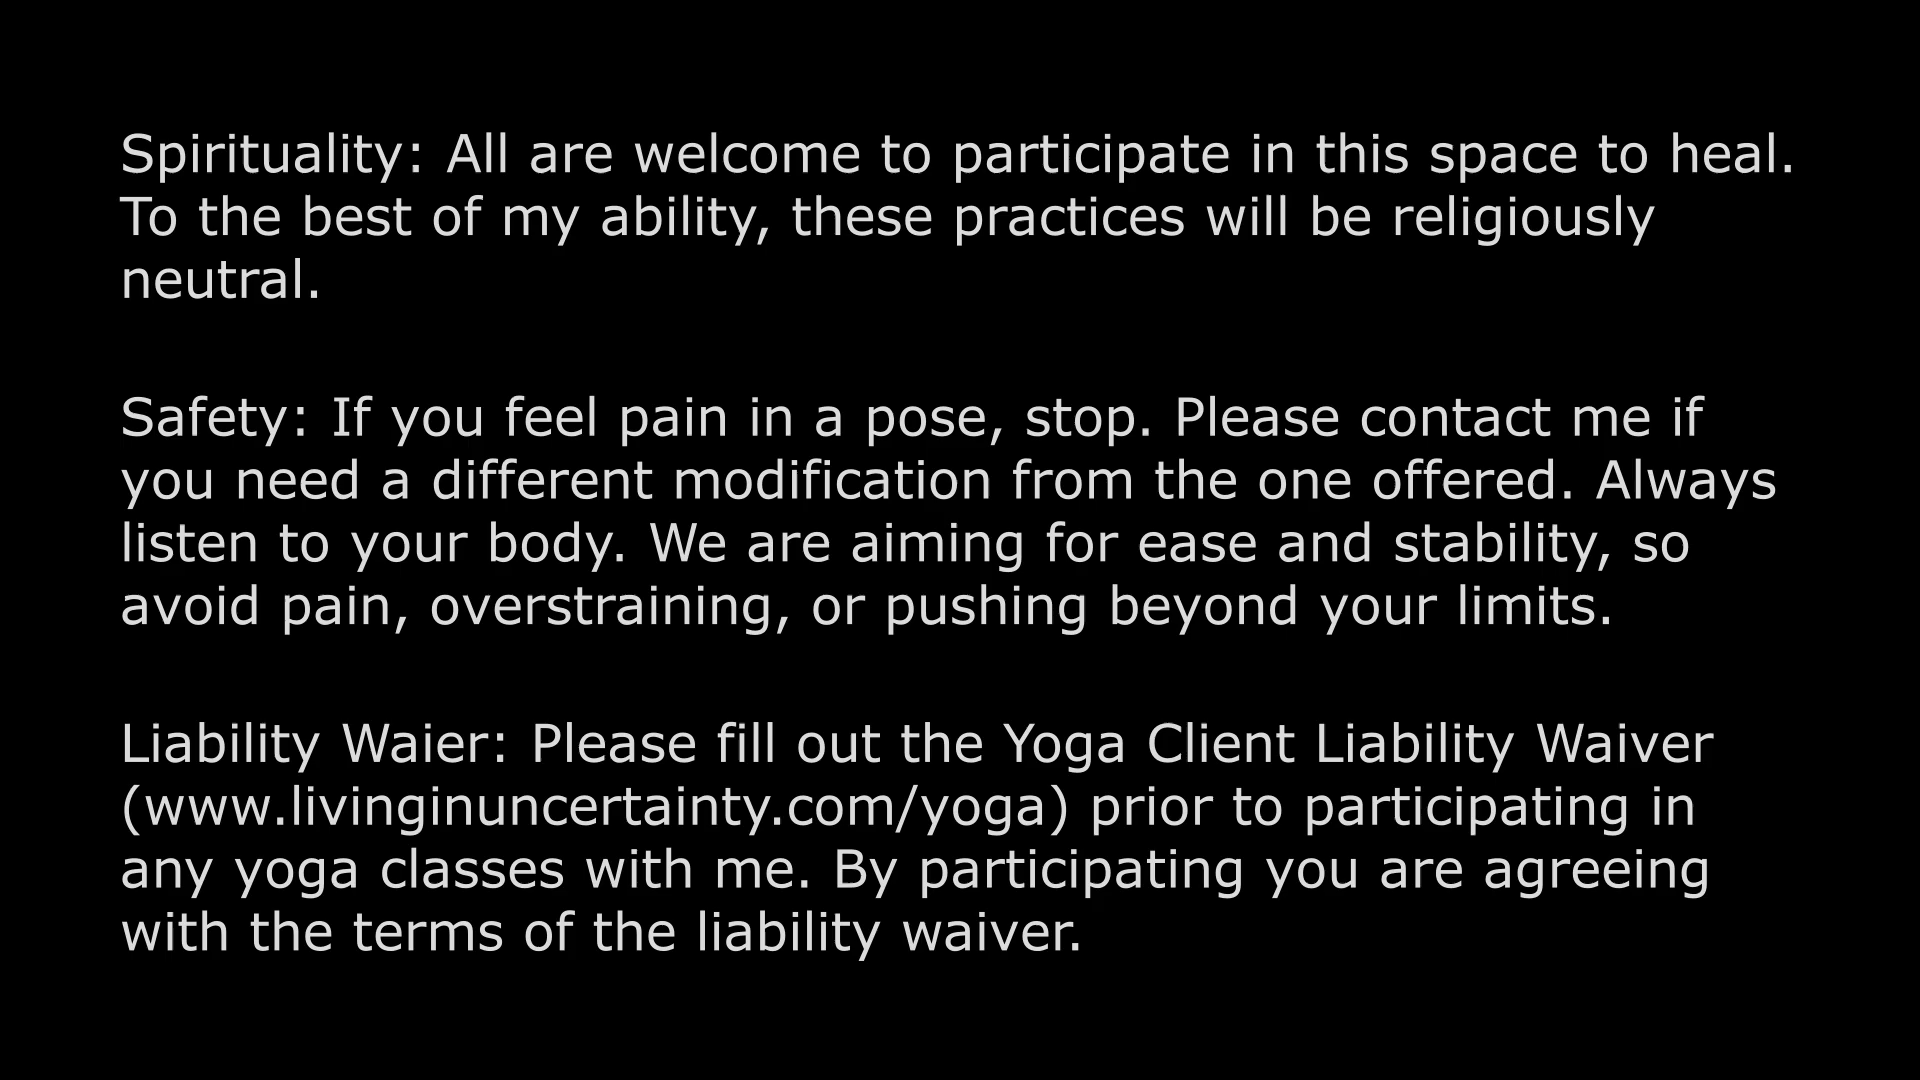 Spirituality: All are welcome to participate in this space to heal.
To the best of my ability, these practices will be religiously
neutral.
Safety: If you feel pain in a pose, stop. Please contact me if
you need a different modification from the one offered. Always
listen to your body. We are aiming for ease and stability, so
avoid pain, overstraining, or pushing beyond your limits.
Liability Waier: Please fill out the Yoga Client Liability Waiver
(www.livinginuncertainty.com/yoga) prior to participating in
any yoga classes with me. By participating you are agreeing
with the terms of the liability waiver.